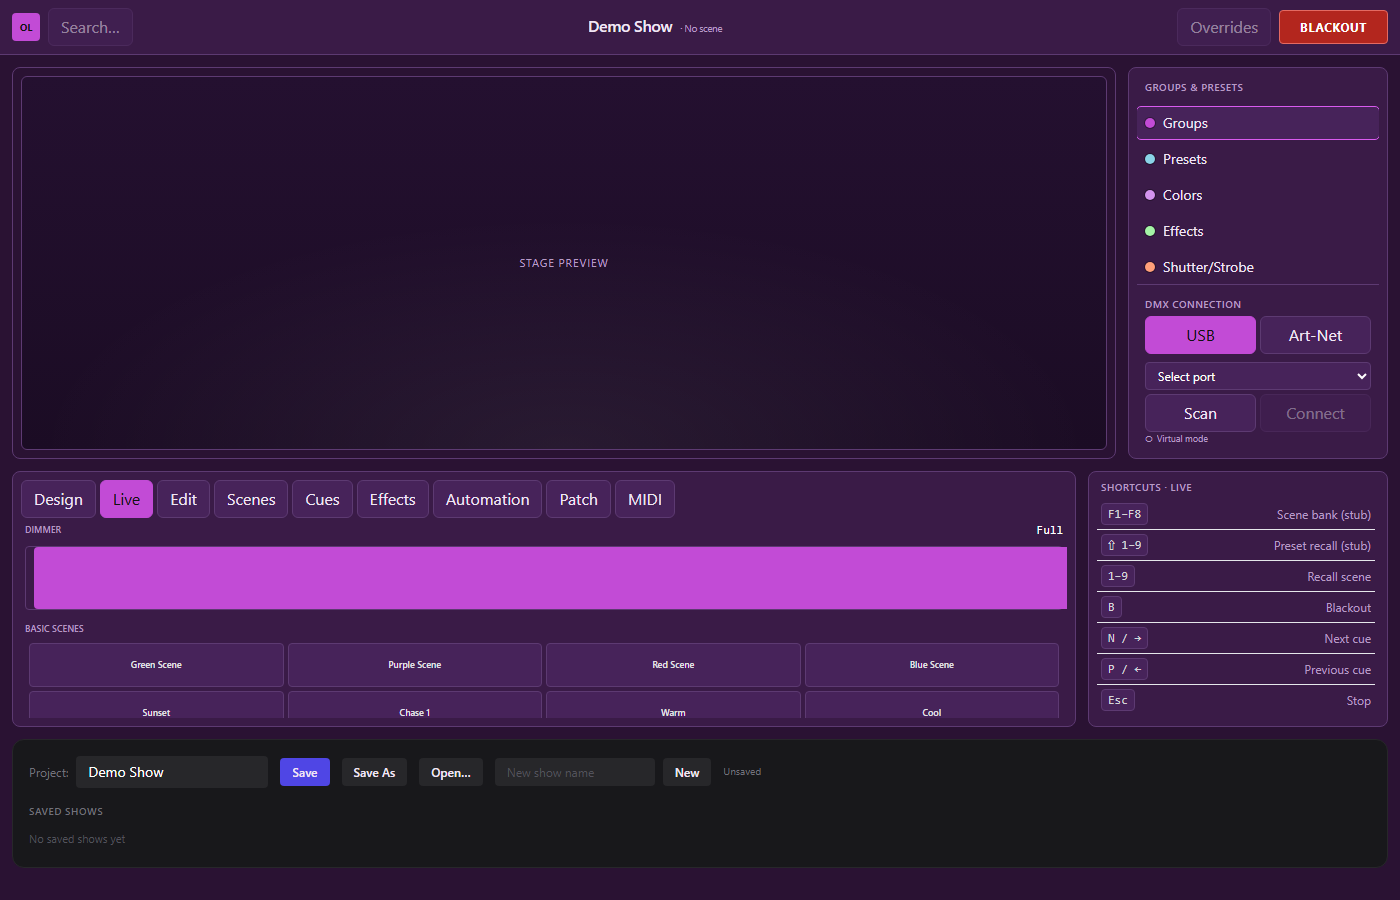 OL
Search...
Demo Show · No scene
Overrides
BLACKOUT
STAGE PREVIEW
GROUPS & PRESETS
Groups
Presets
Colors
Effects
Shutter/Strobe
DMX CONNECTION
USB
Art-Net
Select port
Scan
Connect
Virtual mode
Design
Live
Edit
Scenes
Cues
Effects
Automation
Patch
MIDI
DIMMER
Full
BASIC SCENES
Green Scene
Purple Scene
Red Scene
Blue Scene
Sunset
Chase 1
Warm
Cool
SHORTCUTS · LIVE
F1–F8 Scene bank (stub)
⇧ 1–9 Preset recall (stub)
1–9 Recall scene
B Blackout
N / → Next cue
P / ← Previous cue
Esc Stop
Project: Demo Show
Save
Save As
Open...
New show name
New
Unsaved
SAVED SHOWS
No saved shows yet